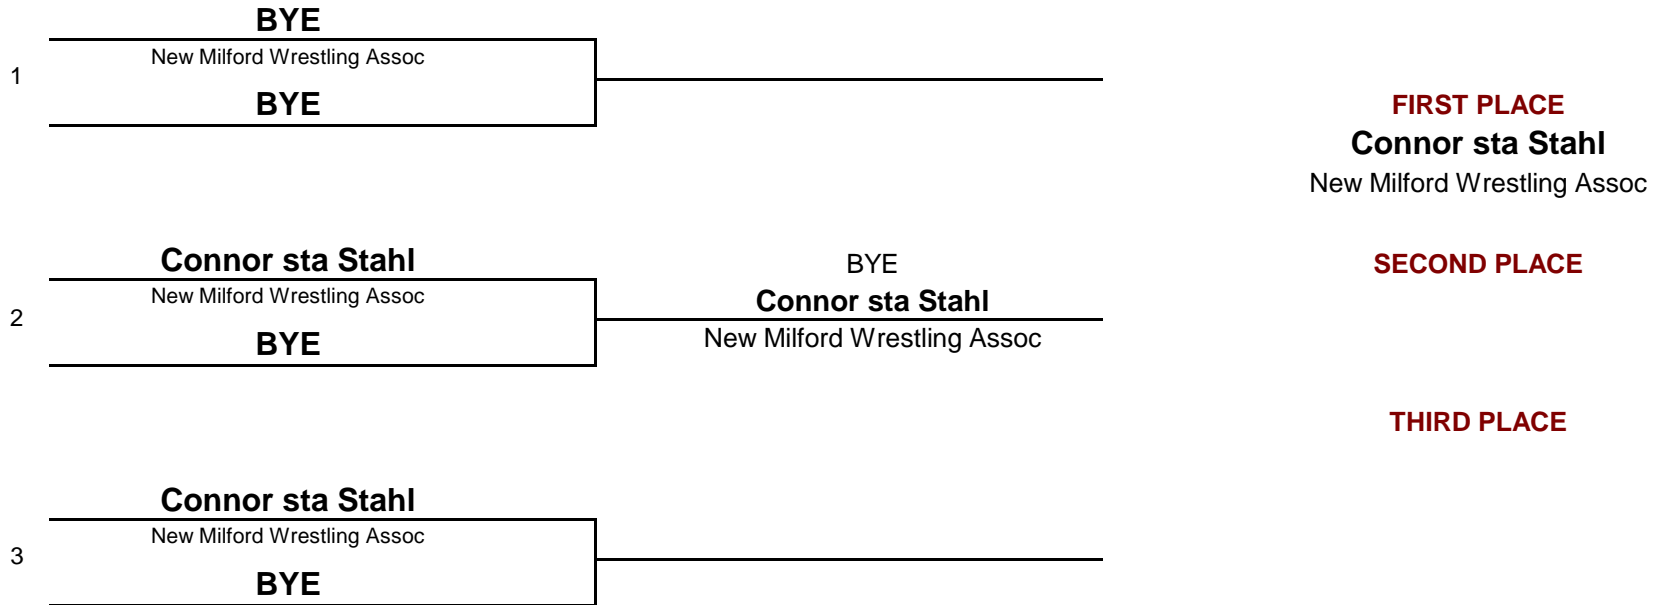 BYE
New Milford Wrestling Assoc
1
BYE
FIRST PLACE
Connor sta Stahl
New Milford Wrestling Assoc
Connor sta Stahl
New Milford Wrestling Assoc
2
BYE
BYE
Connor sta Stahl
New Milford Wrestling Assoc
SECOND PLACE
THIRD PLACE
Connor sta Stahl
New Milford Wrestling Assoc
3
BYE